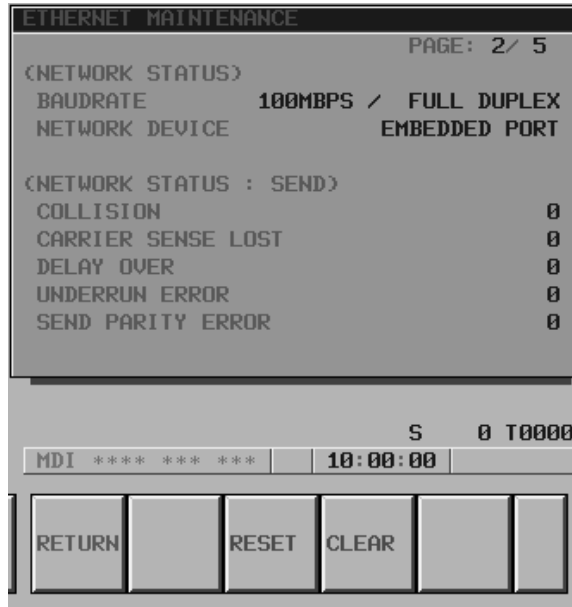 ETHERNET MAINTENANCE
PAGE: 2/ 5
(NETWORK STATUS)
BAUDRATE 100MBPS / FULL DUPLEX
NETWORK DEVICE EMBEDDED PORT
(NETWORK STATUS : SEND)
COLLISION 0
CARRIER SENSE LOST 0
DELAY OVER 0
UNDERRUN ERROR 0
SEND PARITY ERROR 0
S 0 T0000
MDI **** *** *** 10:00:00
RETURN RESET CLEAR